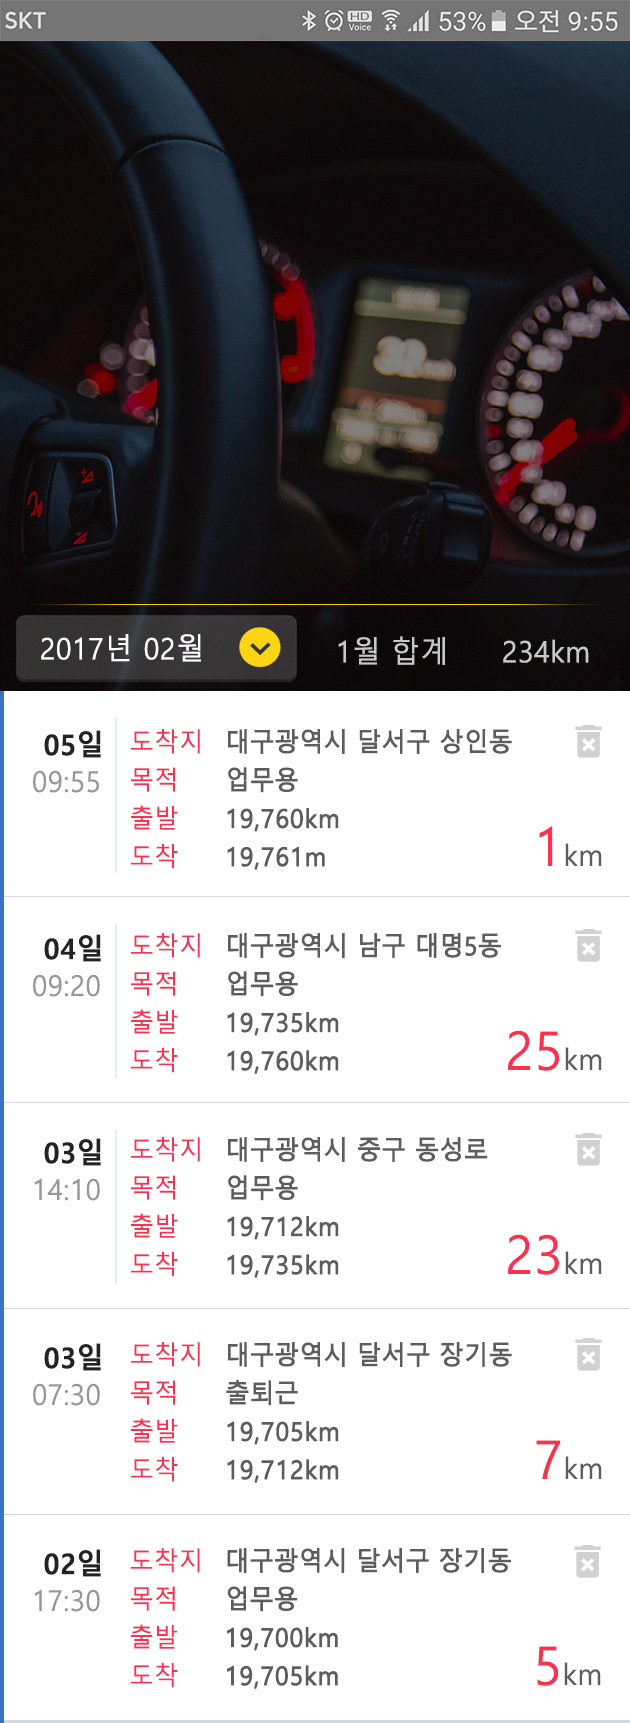 SKT HD Voice 53% 오전 9:55
2017년 02월 1월 합계 234km
05일 도착지 대구광역시 달서구 상인동
09:55 목적 업무용
출발 19,760km
도착 19,761m 1km
04일 도착지 대구광역시 남구 대명5동
09:20 목적 업무용
출발 19,735km
도착 19,760km 25km
03일 도착지 대구광역시 중구 동성로
14:10 목적 업무용
출발 19,712km
도착 19,735km 23km
03일 도착지 대구광역시 달서구 장기동
07:30 목적 출퇴근
출발 19,705km
도착 19,712km 7km
02일 도착지 대구광역시 달서구 장기동
17:30 목적 업무용
출발 19,700km
도착 19,705km 5km